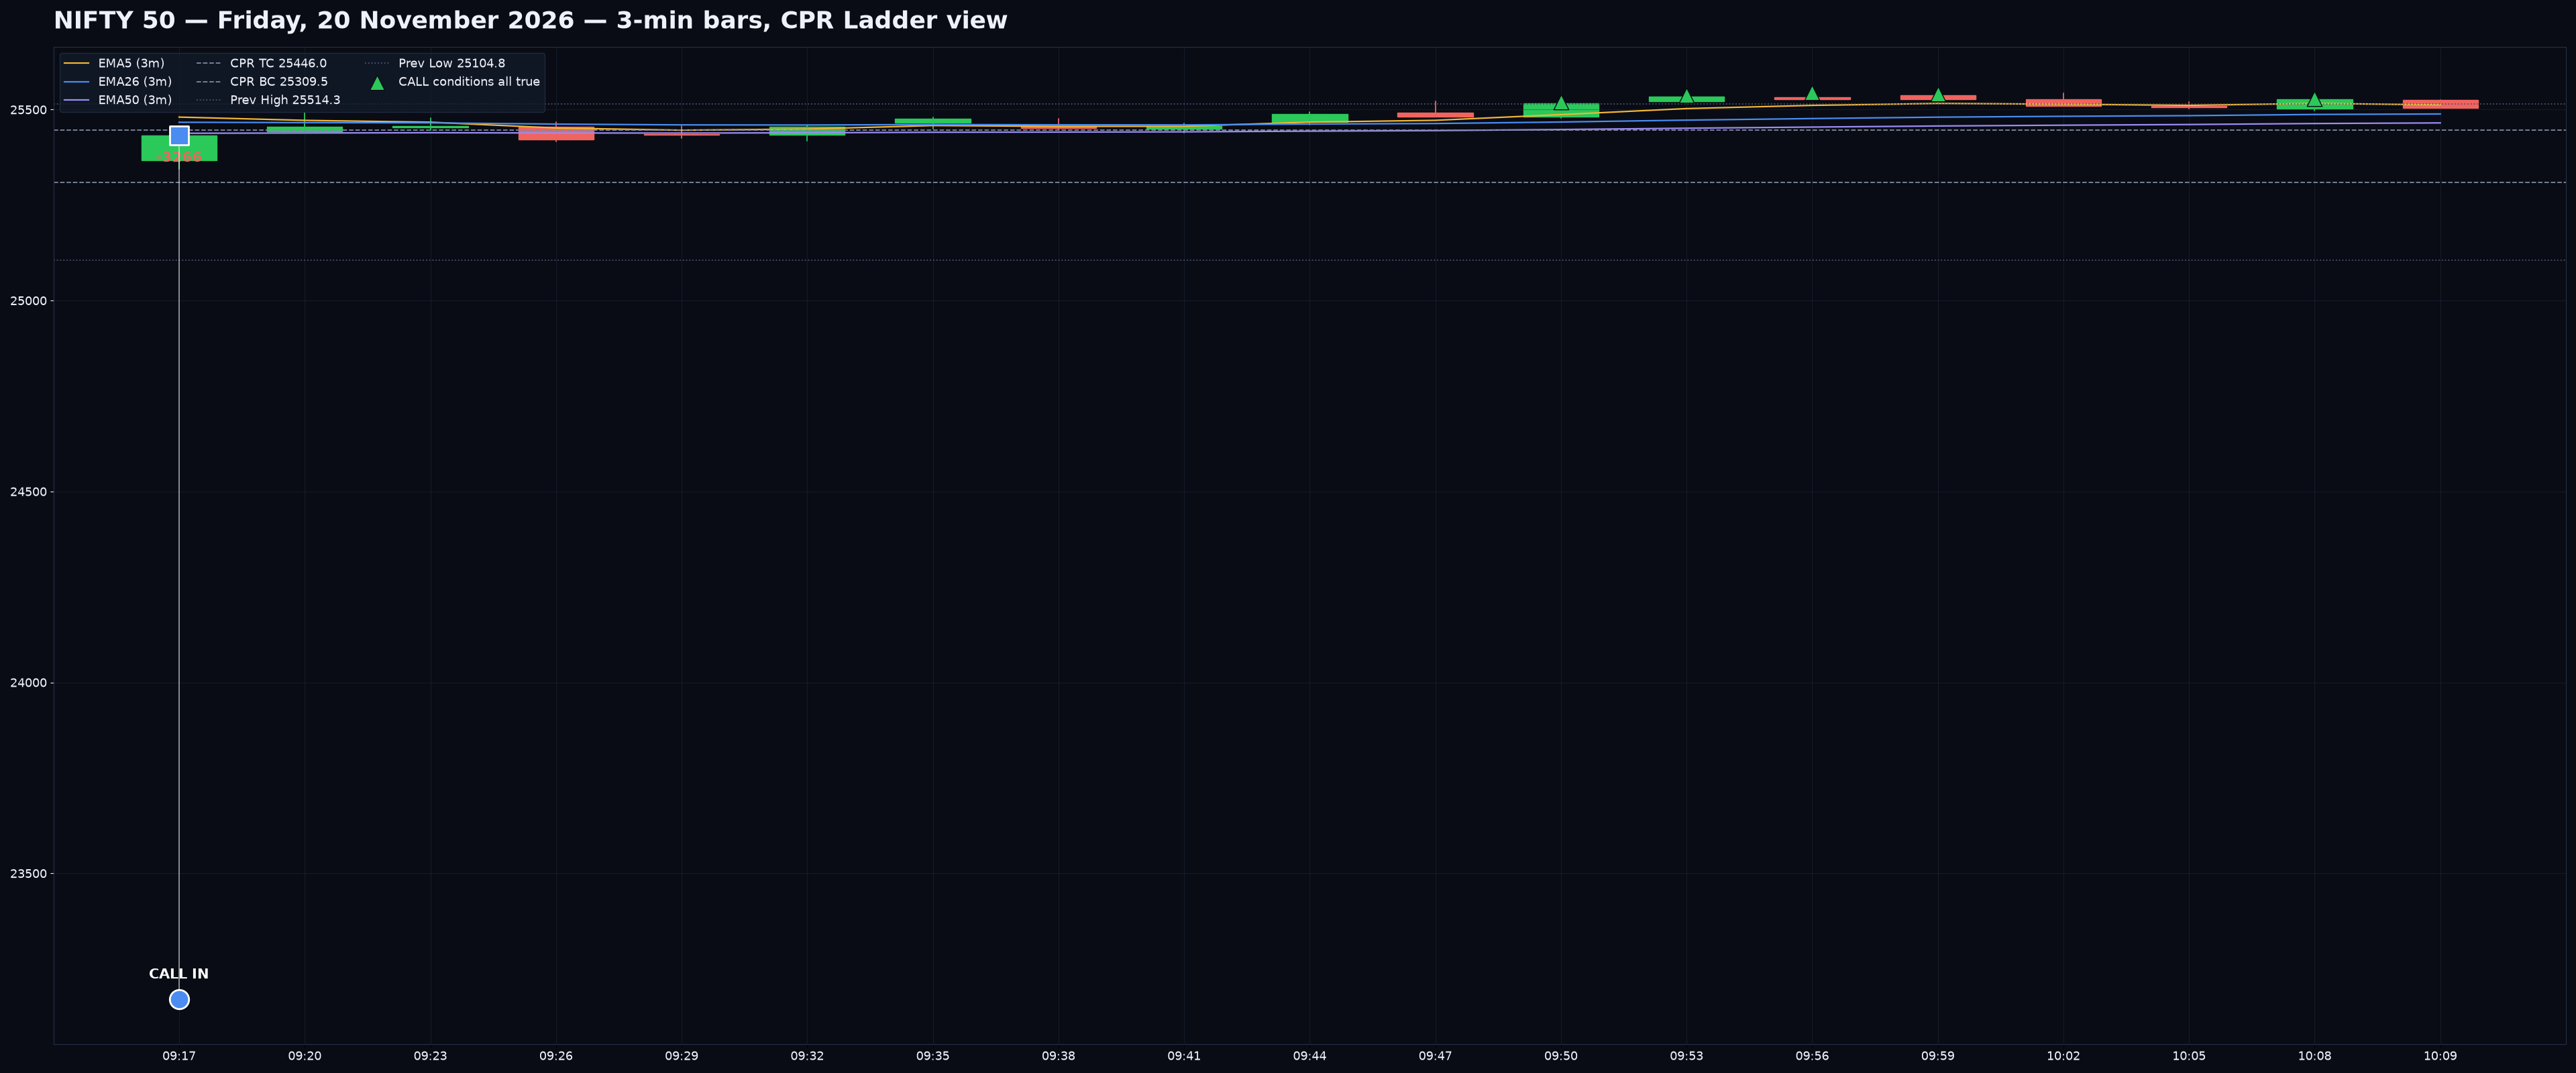 NIFTY 50 — Friday, 20 November 2026 — 3-min bars, CPR Ladder view
EMA5 (3m)
EMA26 (3m)
EMA50 (3m)
CPR TC 25446.0
CPR BC 25309.5
Prev High 25514.3
Prev Low 25104.8
CALL conditions all true
25500
25000
24500
24000
23500
-3266
CALL IN
09:17 09:20 09:23 09:26 09:29 09:32 09:35 09:38 09:41 09:44 09:47 09:50 09:53 09:56 09:59 10:02 10:05 10:08 10:09